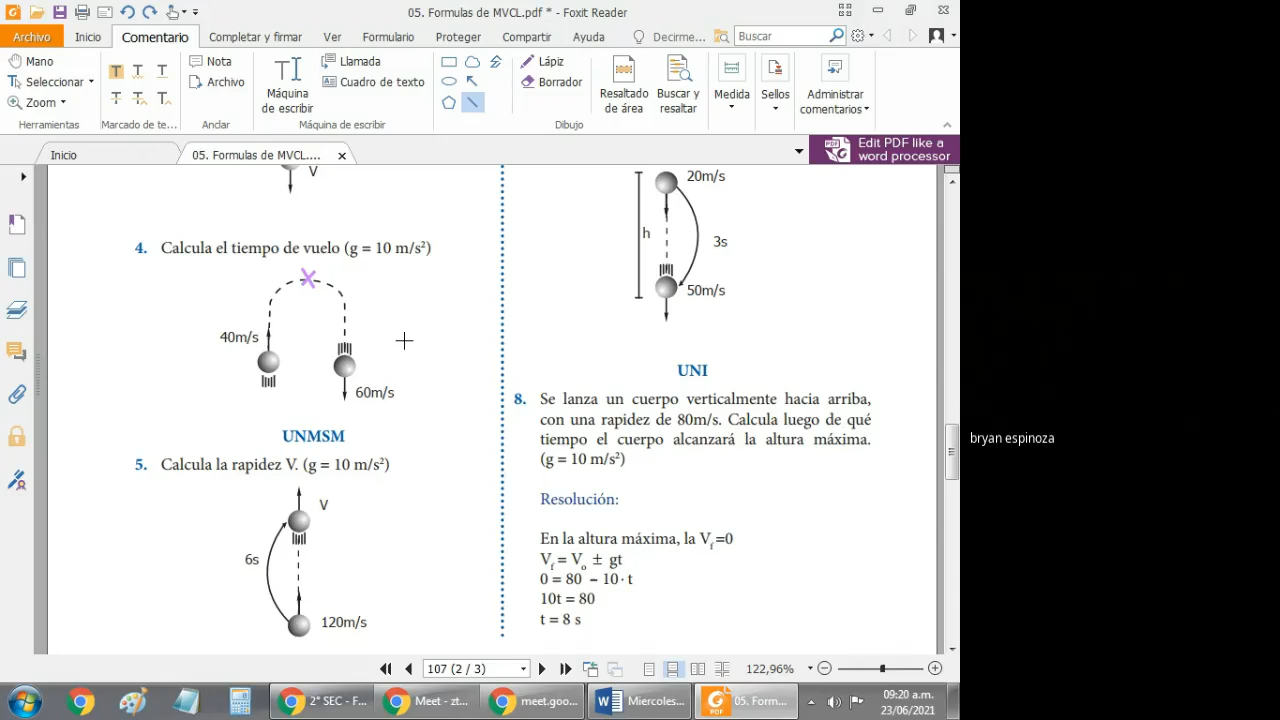 05. Formulas de MVCL.pdf * - Foxit Reader
Archivo Inicio Comentario Completar y firmar Ver Formulario Proteger Compartir Ayuda Decirme... Buscar
Mano
Seleccionar
Zoom
Herramientas
Marcado de te...
Nota
Archivo
Anclar
Máquina
de escribir
Llamada
Cuadro de texto
Máquina de escribir
Lápiz
Borrador
Dibujo
Resaltado
de área
Buscar y
resaltar
Medida
Sellos
Administrar
comentarios
Inicio
05. Formulas de MVCL....
Edit PDF like a
word processor
V
4. Calcula el tiempo de vuelo (g = 10 m/s²)
40m/s
60m/s
UNMSM
5. Calcula la rapidez V. (g = 10 m/s²)
V
6s
120m/s
20m/s
h
3s
50m/s
UNI
8. Se lanza un cuerpo verticalmente hacia arriba,
con una rapidez de 80m/s. Calcula luego de qué
tiempo el cuerpo alcanzará la altura máxima.
(g = 10 m/s²)
Resolución:
En la altura máxima, la Vf=0
Vf = Vo ± gt
0 = 80 – 10· t
10t = 80
t = 8 s
bryan espinoza
107 (2 / 3)
122,96%
2° SEC - F...
Meet - zt...
meet.goo...
Miercoles...
05. Form...
09:20 a.m.
23/06/2021